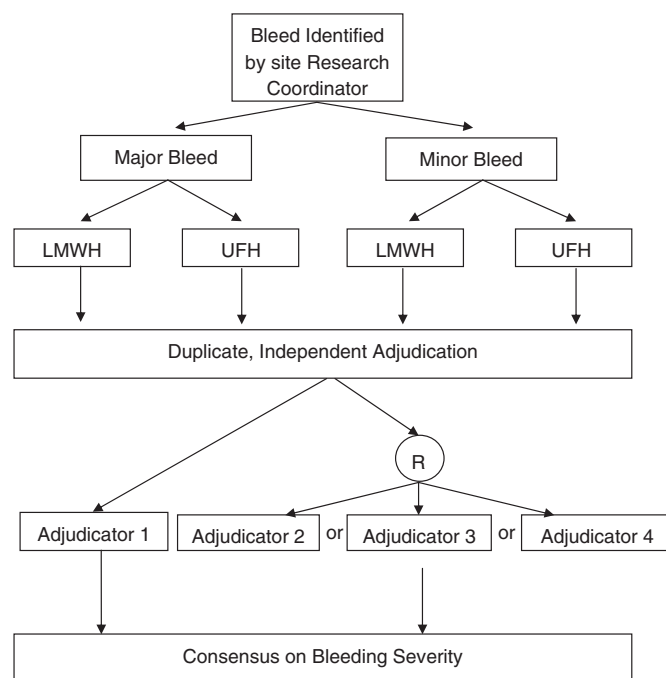 Bleed Identified
by site Research
Coordinator
Major Bleed
Minor Bleed
LMWH
UFH
LMWH
UFH
Duplicate, Independent Adjudication
R
Adjudicator 1
Adjudicator 2 or Adjudicator 3 or Adjudicator 4
Consensus on Bleeding Severity